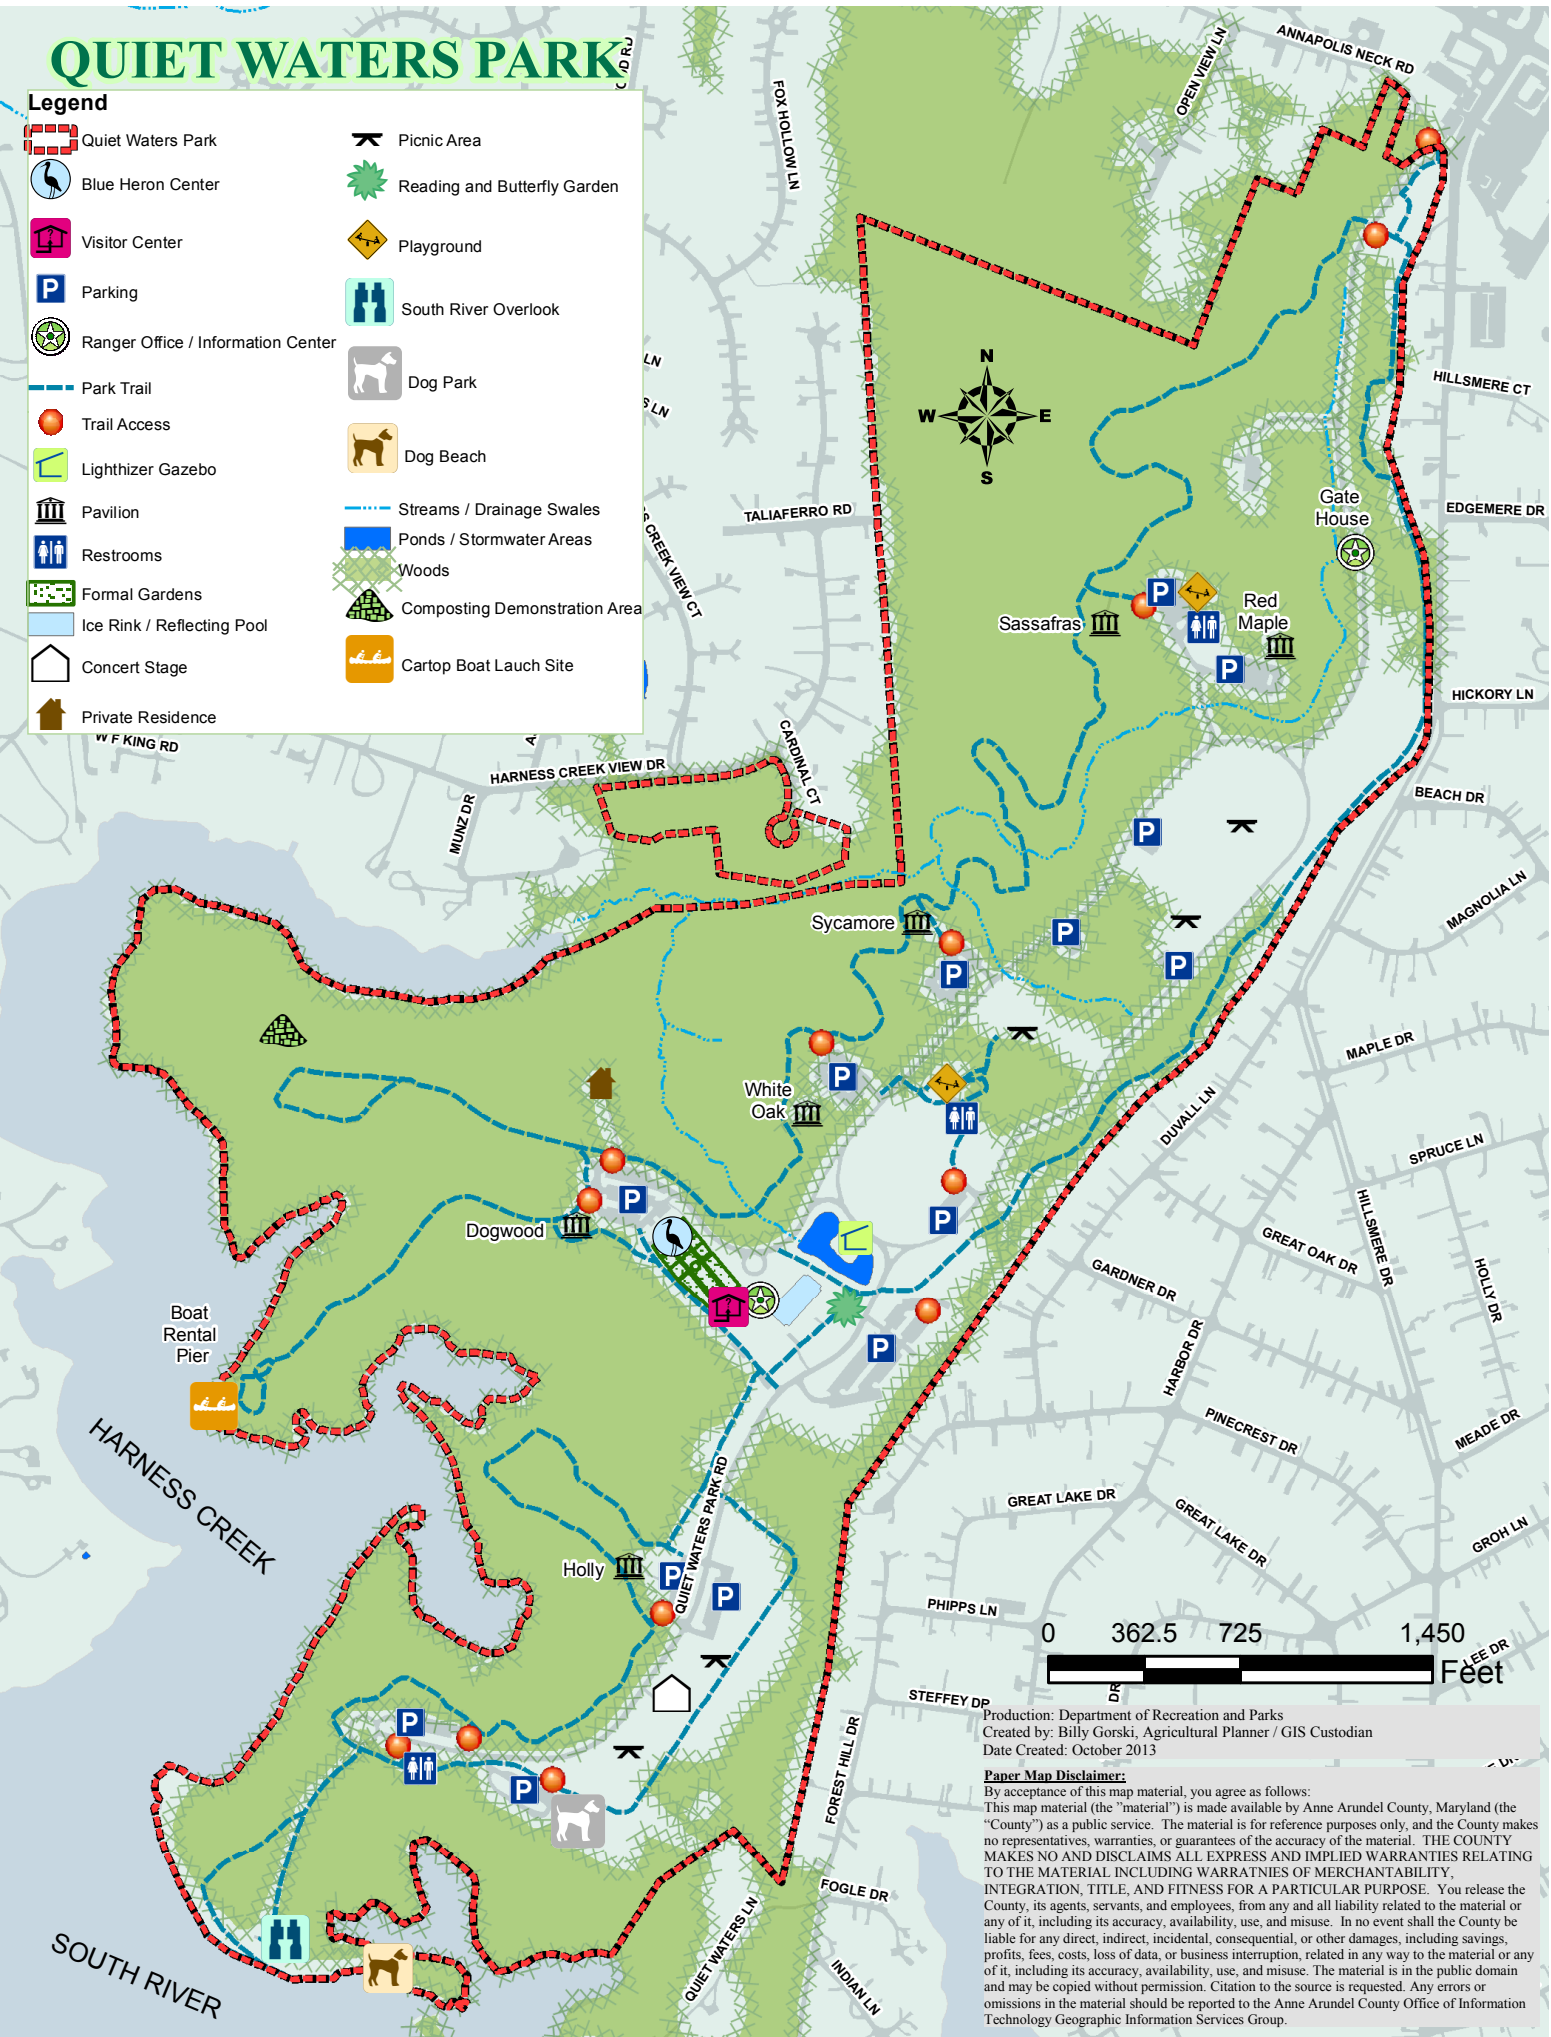 QUIET WATERS PARK
Legend
Quiet Waters Park
Blue Heron Center
Visitor Center
P
Parking
Ranger Office / Information Center
Park Trail
Trail Access
Lighthizer Gazebo
Pavilion
Restrooms
Formal Gardens
Ice Rink / Reflecting Pool
Concert Stage
Private Residence
Picnic Area
Reading and Butterfly Garden
Playground
South River Overlook
Dog Park
Dog Beach
Streams / Drainage Swales
Ponds / Stormwater Areas
Woods
Composting Demonstration Area
Cartop Boat Lauch Site
ANNAPOLIS NECK RD
OPEN VIEW LN
FOX HOLLOW LN
RD
LN
LN
N
W
E
S
HILLSMERE CT
Gate
House
EDGEMERE DR
TALIAFERRO RD
CREEK VIEW CT
P
Red
Maple
Sassafras
P
HICKORY LN
W F KING RD
HARNESS CREEK VIEW DR
CARDINAL CT
MUNZ DR
BEACH DR
P
MAGNOLIA LN
Sycamore
P
P
P
MAPLE DR
P
White
Oak
DUVALL LN
SPRUCE LN
P
Dogwood
P
HILLSMERE DR
GREAT OAK DR
GARDNER DR
HOLLY DR
Boat
Rental
Pier
P
HARBOR DR
PINECREST DR
MEADE DR
HARNESS CREEK
QUIET WATERS PARK RD
GREAT LAKE DR
GREAT LAKE DR
GROH LN
Holly
P
P
PHIPPS LN
0 362.5 725 1,450
Feet
LEE DR
STEFFEY DR
DR
P
P
FOREST HILL DR
FOGLE DR
QUIET WATERS LN
INDIAN LN
SOUTH RIVER
Production: Department of Recreation and Parks
Created by: Billy Gorski, Agricultural Planner / GIS Custodian
Date Created: October 2013
Paper Map Disclaimer:
By acceptance of this map material, you agree as follows:
This map material (the "material") is made available by Anne Arundel County, Maryland (the
"County") as a public service. The material is for reference purposes only, and the County makes
no representatives, warranties, or guarantees of the accuracy of the material. THE COUNTY
MAKES NO AND DISCLAIMS ALL EXPRESS AND IMPLIED WARRANTIES RELATING
TO THE MATERIAL INCLUDING WARRATNIES OF MERCHANTABILITY,
INTEGRATION, TITLE, AND FITNESS FOR A PARTICULAR PURPOSE. You release the
County, its agents, servants, and employees, from any and all liability related to the material or
any of it, including its accuracy, availability, use, and misuse. In no event shall the County be
liable for any direct, indirect, incidental, consequential, or other damages, including savings,
profits, fees, costs, loss of data, or business interruption, related in any way to the material or any
of it, including its accuracy, availability, use, and misuse. The material is in the public domain
and may be copied without permission. Citation to the source is requested. Any errors or
omissions in the material should be reported to the Anne Arundel County Office of Information
Technology Geographic Information Services Group.